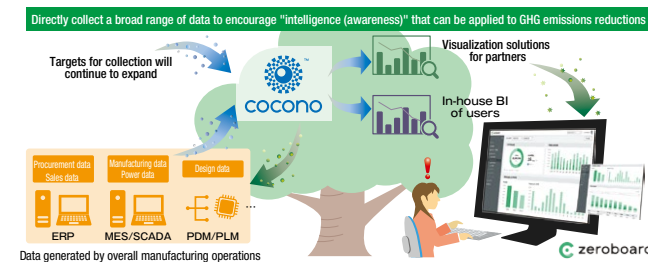 Directly collect a broad range of data to encourage "intelligence (awareness)" that can be applied to GHG emissions reductions
Targets for collection will
continue to expand
TM
cocono
Visualization solutions
for partners
In-house BI
of users
Procurement data
Sales data
Manufacturing data
Power data
Design data
...
ERP
MES/SCADA
PDM/PLM
Data generated by overall manufacturing operations
zeroboard